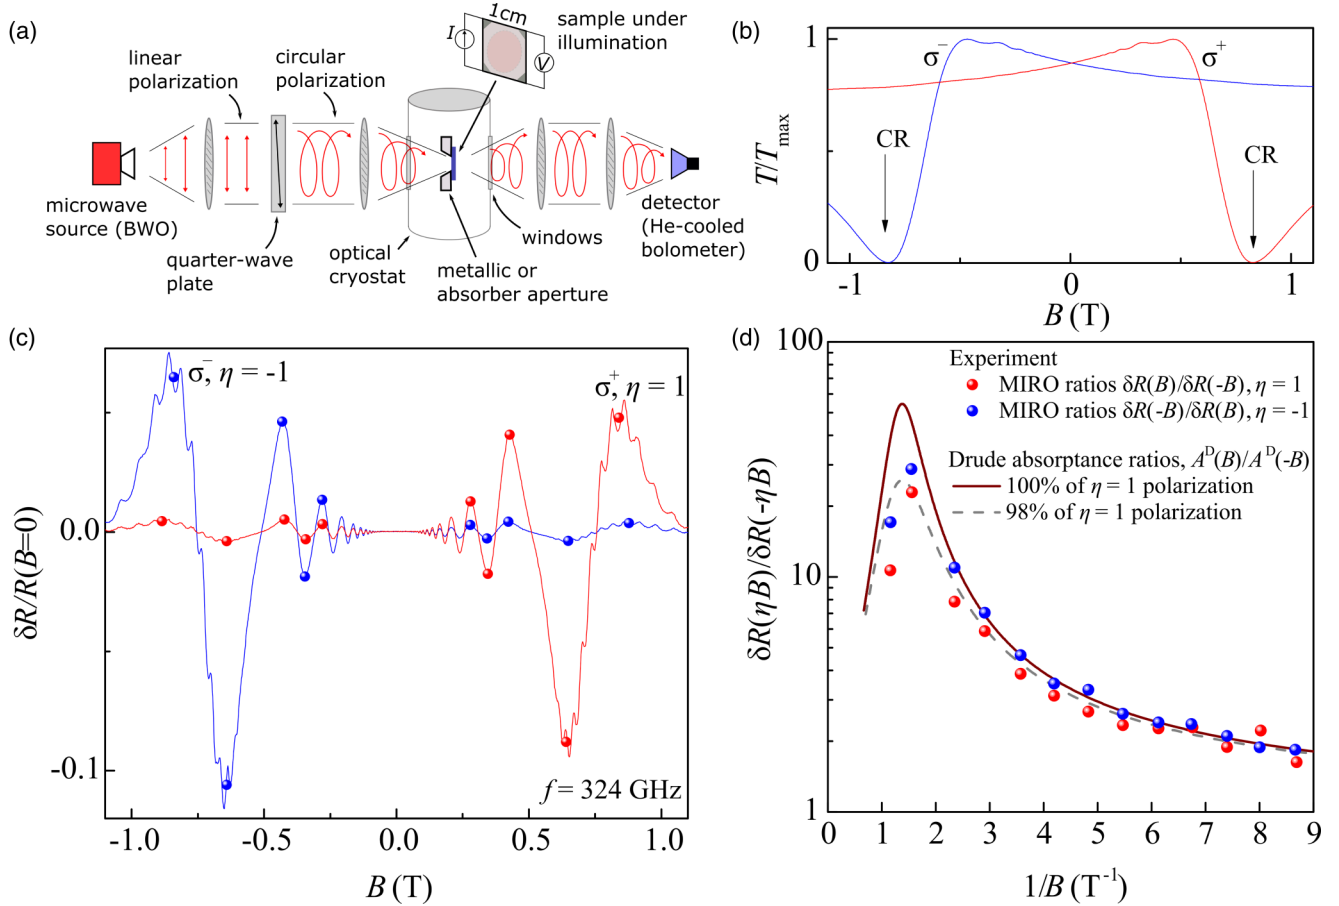 (a)
1cm
I
V
sample under
illumination
linear
polarization
circular
polarization
microwave
source (BWO)
quarter-wave
plate
optical
cryostat
metallic or
absorber aperture
windows
detector
(He-cooled
bolometer)
(b)
σ⁻
σ⁺
CR
CR
T/Tmax
1
0
-1
0
1
B (T)
(c)
σ⁻, η = -1
σ⁺, η = 1
δR/R(B=0)
0.0
-0.1
f = 324 GHz
-1.0
-0.5
0.0
0.5
1.0
B (T)
(d)
Experiment
MIRO ratios δR(B)/δR(-B), η = 1
MIRO ratios δR(-B)/δR(B), η = -1
Drude absorptance ratios, Aᴰ(B)/Aᴰ(-B)
100% of η = 1 polarization
98% of η = 1 polarization
δR(ηB)/δR(-ηB)
100
10
1
0 1 2 3 4 5 6 7 8 9
1/B (T⁻¹)